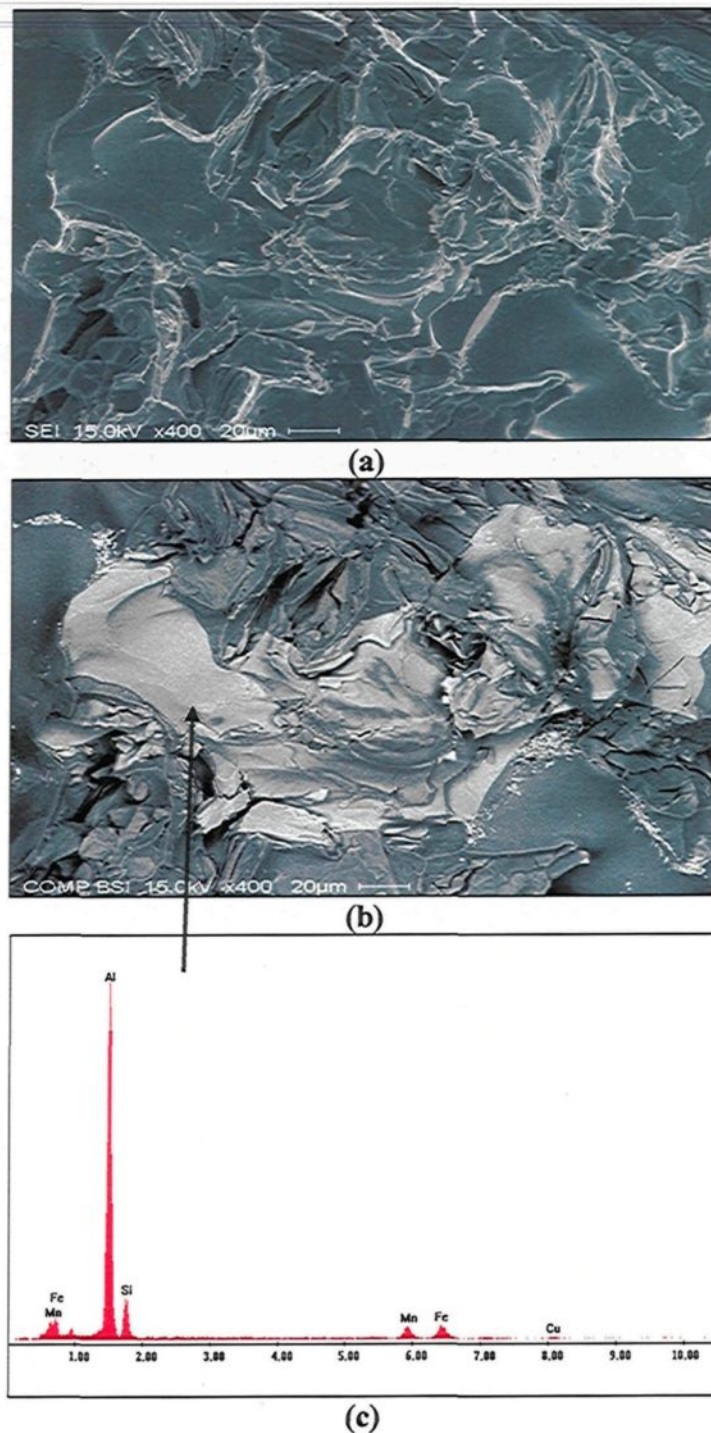 SEI 15.0kV x400 20µm
(a)
COMP.BSI 15.0kV x400 20µm
(b)
Al
Fe
Mn
Si
Mn Fe Cu
1.00 2.00 3.00 4.00 5.00 6.00 7.00 8.00 9.00 10.00
(c)